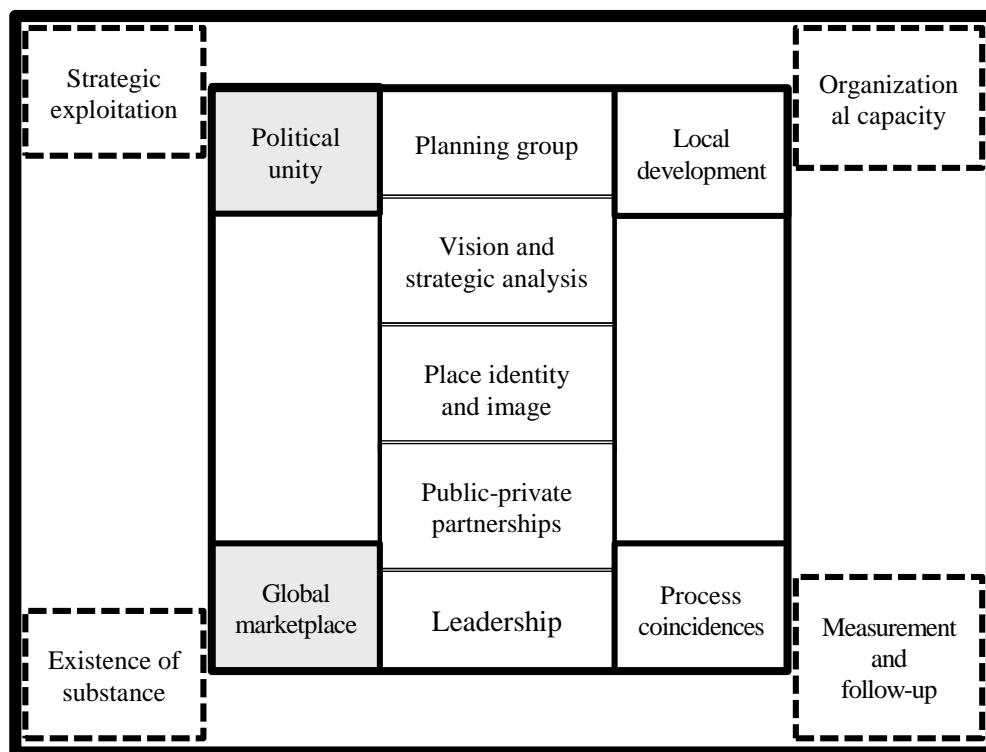 Strategic
exploitation
Organization
al capacity
Political
unity
Planning group
Local
development
Vision and
strategic analysis
Place identity
and image
Public-private
partnerships
Global
marketplace
Leadership
Process
coincidences
Existence of
substance
Measurement
and
follow-up